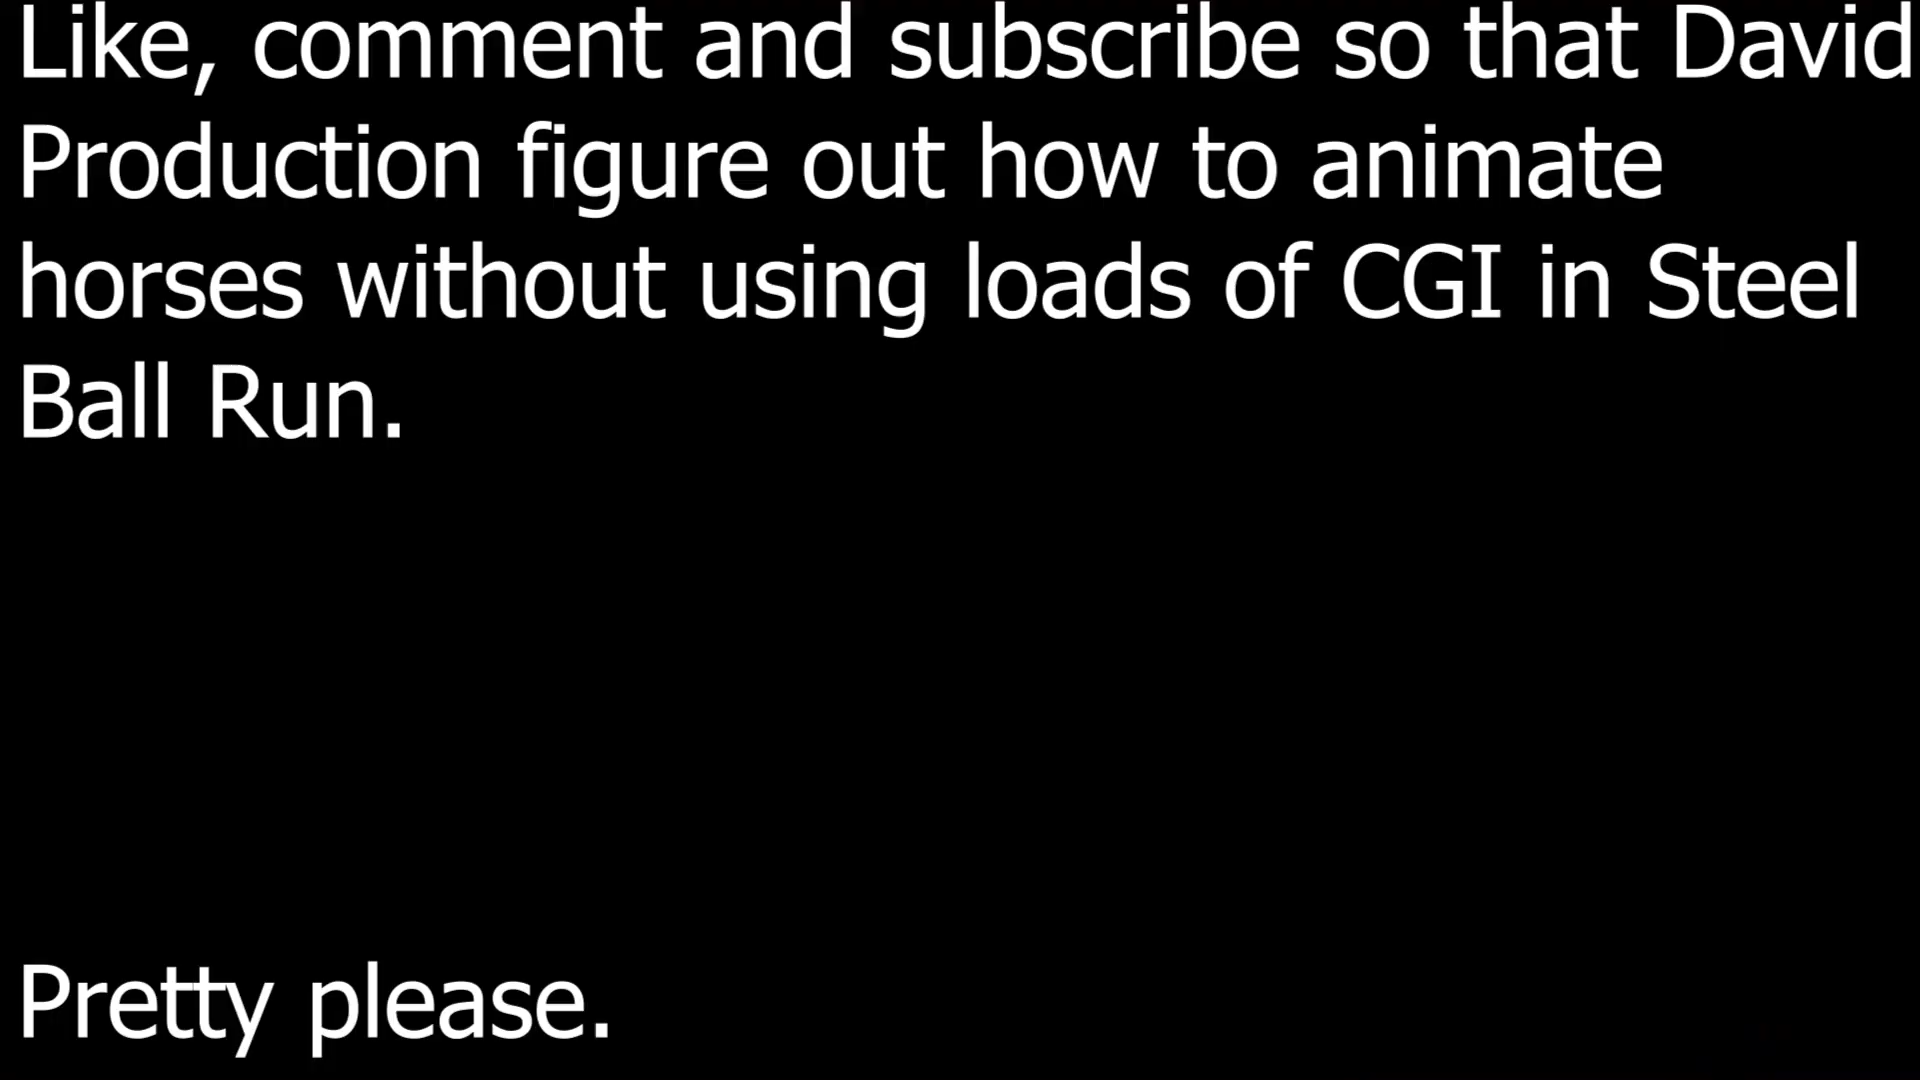 Like, comment and subscribe so that David
Production figure out how to animate
horses without using loads of CGI in Steel
Ball Run.
Pretty please.